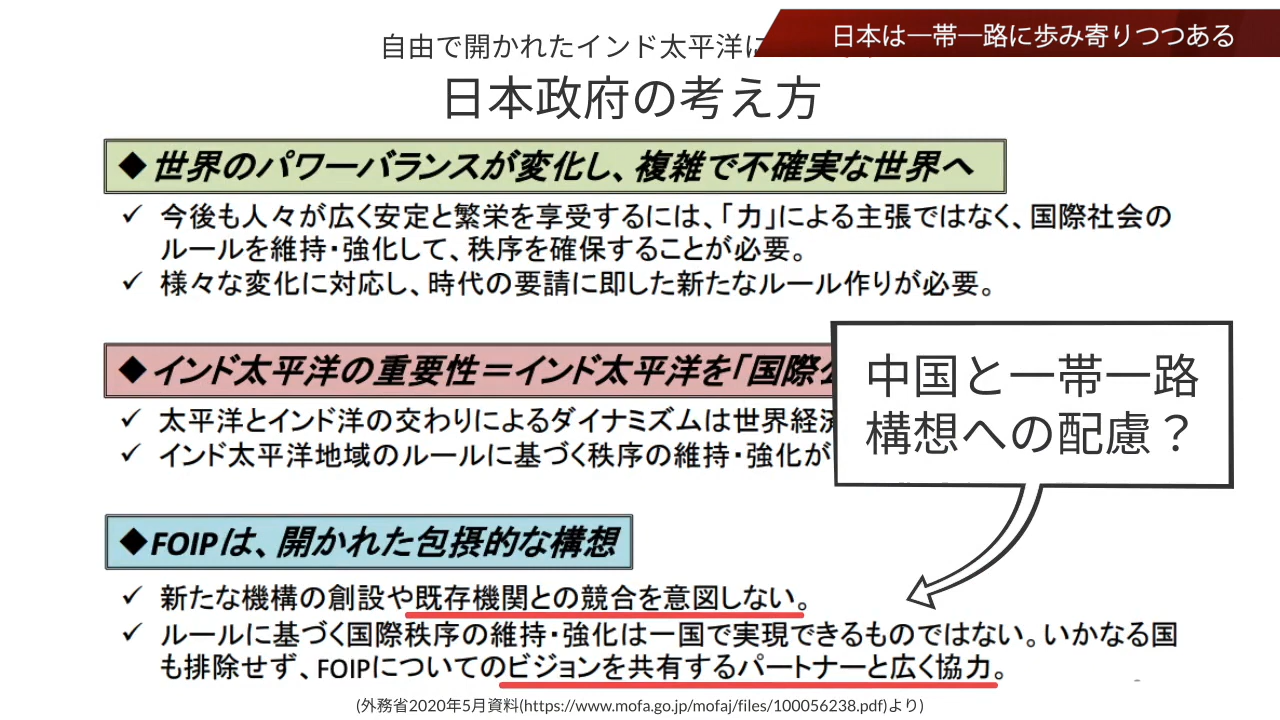 日本は一帯一路に歩み寄りつつある
自由で開かれたインド太平洋に
日本政府の考え方
◆世界のパワーバランスが変化し、複雑で不確実な世界へ
✓ 今後も人々が広く安定と繁栄を享受するには、「力」による主張ではなく、国際社会の
ルールを維持・強化して、秩序を確保することが必要。
✓ 様々な変化に対応し、時代の要請に即した新たなルール作りが必要。
◆インド太平洋の重要性＝インド太平洋を「国際公
✓ 太平洋とインド洋の交わりによるダイナミズムは世界経済
✓ インド太平洋地域のルールに基づく秩序の維持・強化が
中国と一帯一路
構想への配慮？
◆FOIPは、開かれた包摂的な構想
✓ 新たな機構の創設や既存機関との競合を意図しない。
✓ ルールに基づく国際秩序の維持・強化は一国で実現できるものではない。いかなる国
も排除せず、FOIPについてのビジョンを共有するパートナーと広く協力。
(外務省2020年5月資料(https://www.mofa.go.jp/mofaj/files/100056238.pdf)より)